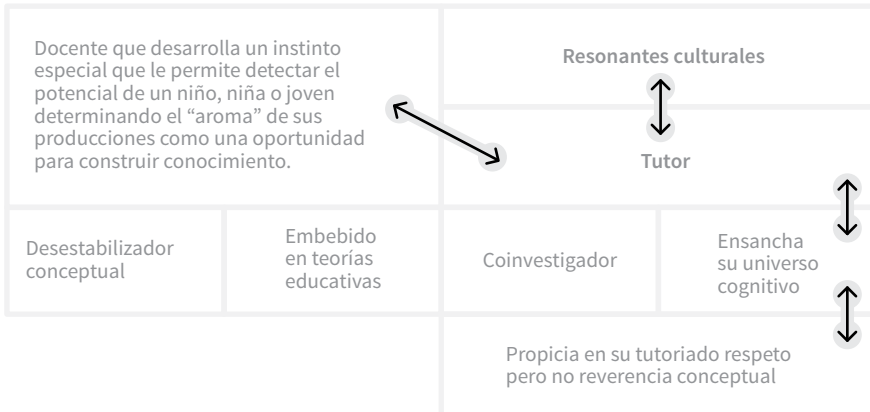 Docente que desarrolla un instinto
especial que le permite detectar el
potencial de un niño, niña o joven
determinando el “aroma” de sus
producciones como una oportunidad
para construir conocimiento.
Resonantes culturales
Tutor
Desestabilizador
conceptual
Embebido
en teorías
educativas
Coinvestigador
Ensancha
su universo
cognitivo
Propicia en su tutoriado respeto
pero no reverencia conceptual